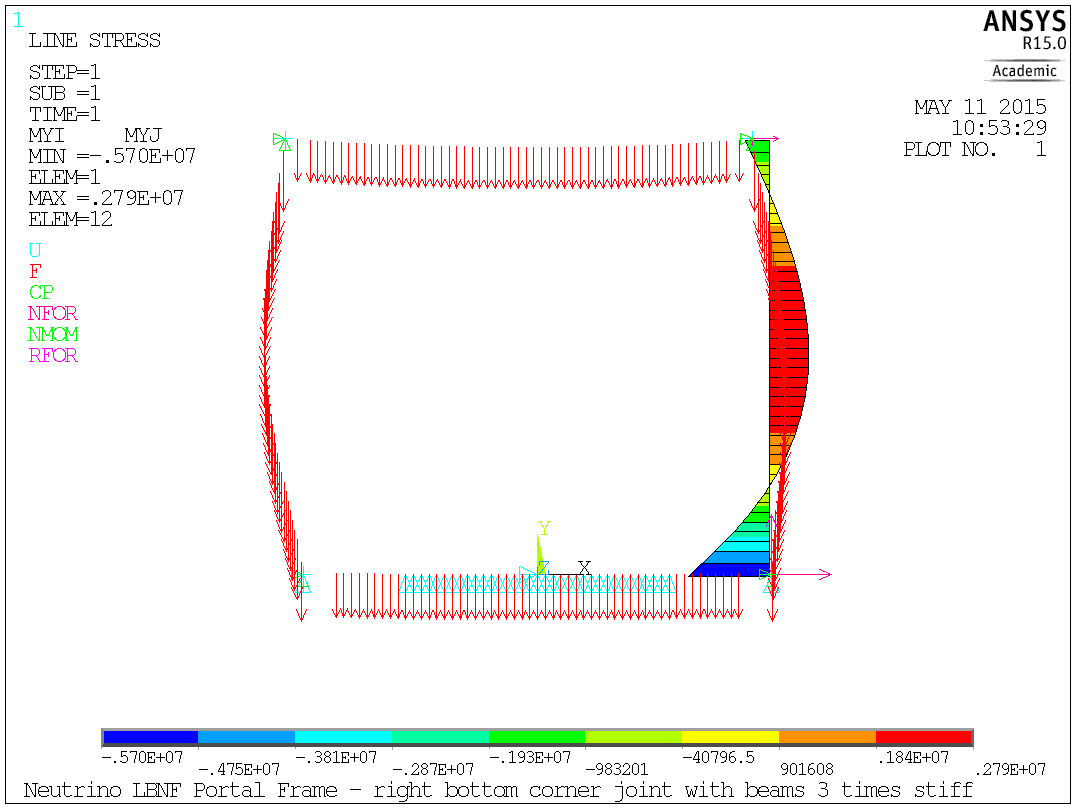 1
LINE STRESS
STEP=1
SUB =1
TIME=1
MYI MYJ
MIN =-.570E+07
ELEM=1
MAX =.279E+07
ELEM=12
U
F
CP
NFOR
NMOM
RFOR
ANSYS
R15.0
Academic
MAY 11 2015
10:53:29
PLOT NO. 1
Y
Z X
-.570E+07 -.381E+07 -.193E+07 -40796.5 .184E+07
-.475E+07 -.287E+07 -983201 901608 .279E+07
Neutrino LBNF Portal Frame - right bottom corner joint with beams 3 times stiff